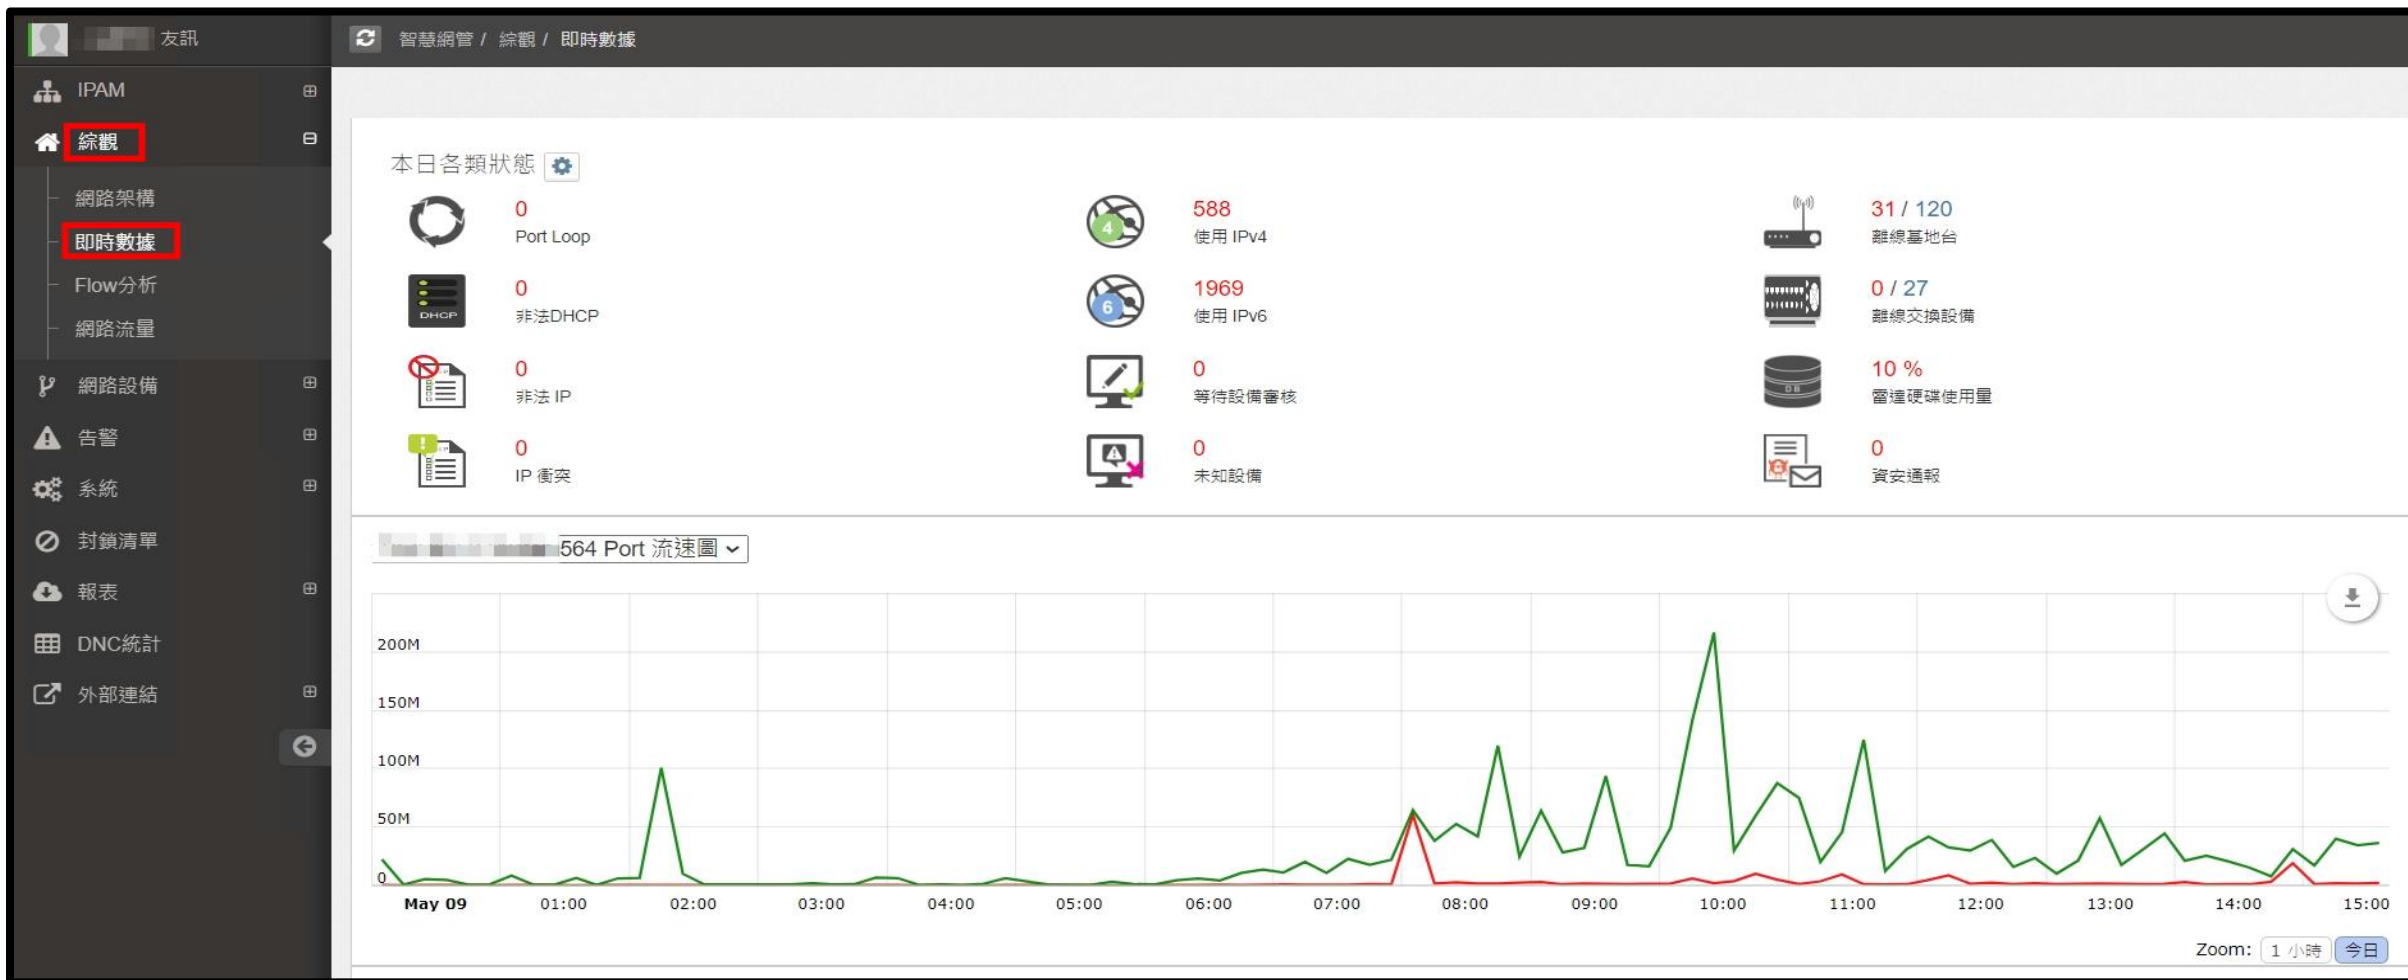 友訊
智慧網管 / 綜觀 / 即時數據
IPAM
綜觀
網路架構
即時數據
Flow分析
網路流量
網路設備
告警
系統
封鎖清單
報表
DNC統計
外部連結
本日各類狀態
0
Port Loop
4
588
使用 IPv4
31 / 120
離線基地台
DHCP
0
非法DHCP
6
1969
使用 IPv6
0 / 27
離線交換設備
0
非法 IP
0
等待設備審核
DB
10 %
雷達硬碟使用量
0
IP 衝突
0
未知設備
0
資安通報
564 Port 流速圖
200M
150M
100M
50M
0
May 09 01:00 02:00 03:00 04:00 05:00 06:00 07:00 08:00 09:00 10:00 11:00 12:00 13:00 14:00 15:00
Zoom: 1 小時 今日